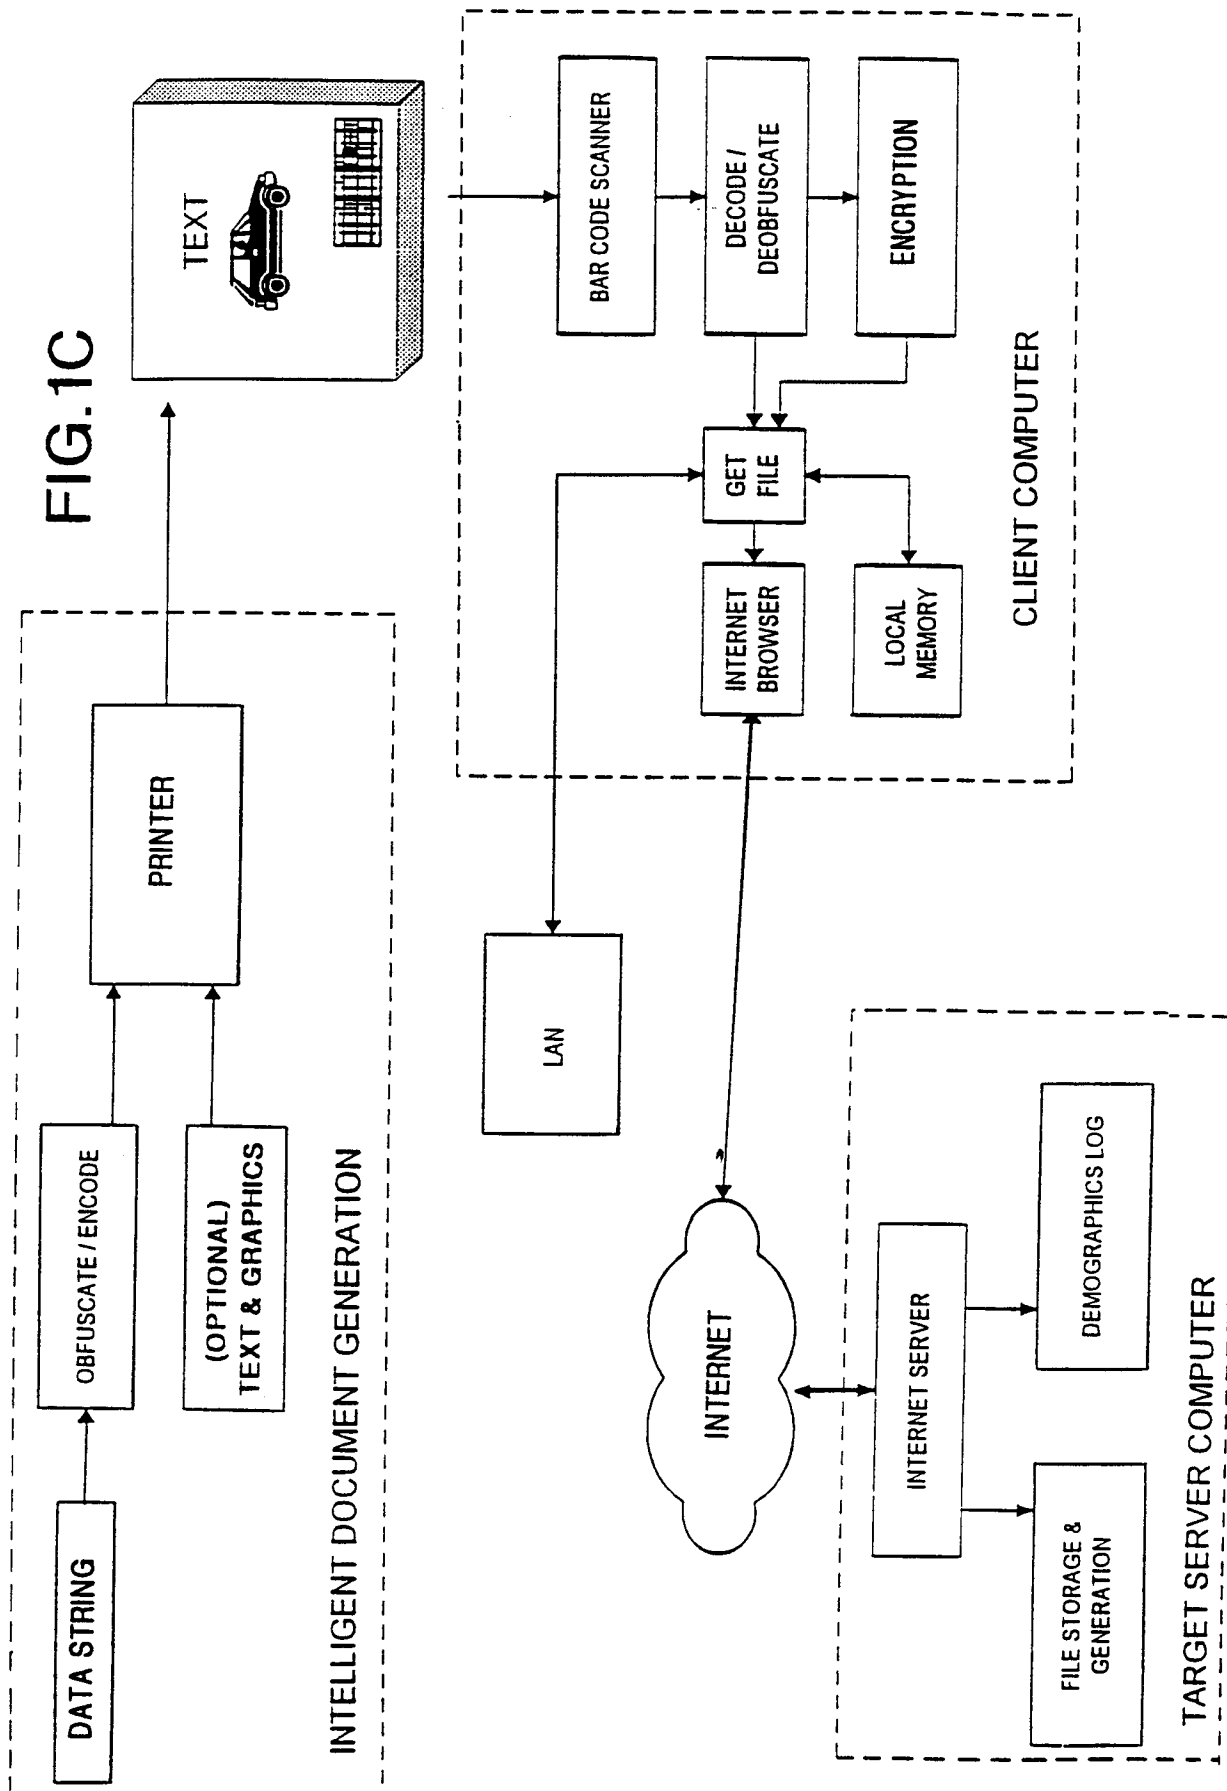 FIG.1C
DATA STRING
OBFUSCATE / ENCODE
(OPTIONAL)
TEXT & GRAPHICS
PRINTER
INTELLIGENT DOCUMENT GENERATION
TEXT
BAR CODE SCANNER
DECODE /
DEOBFUSCATE
ENCRYPTION
GET
FILE
INTERNET
BROWSER
LOCAL
MEMORY
CLIENT COMPUTER
LAN
INTERNET
INTERNET SERVER
FILE STORAGE &
GENERATION
DEMOGRAPHICS LOG
TARGET SERVER COMPUTER